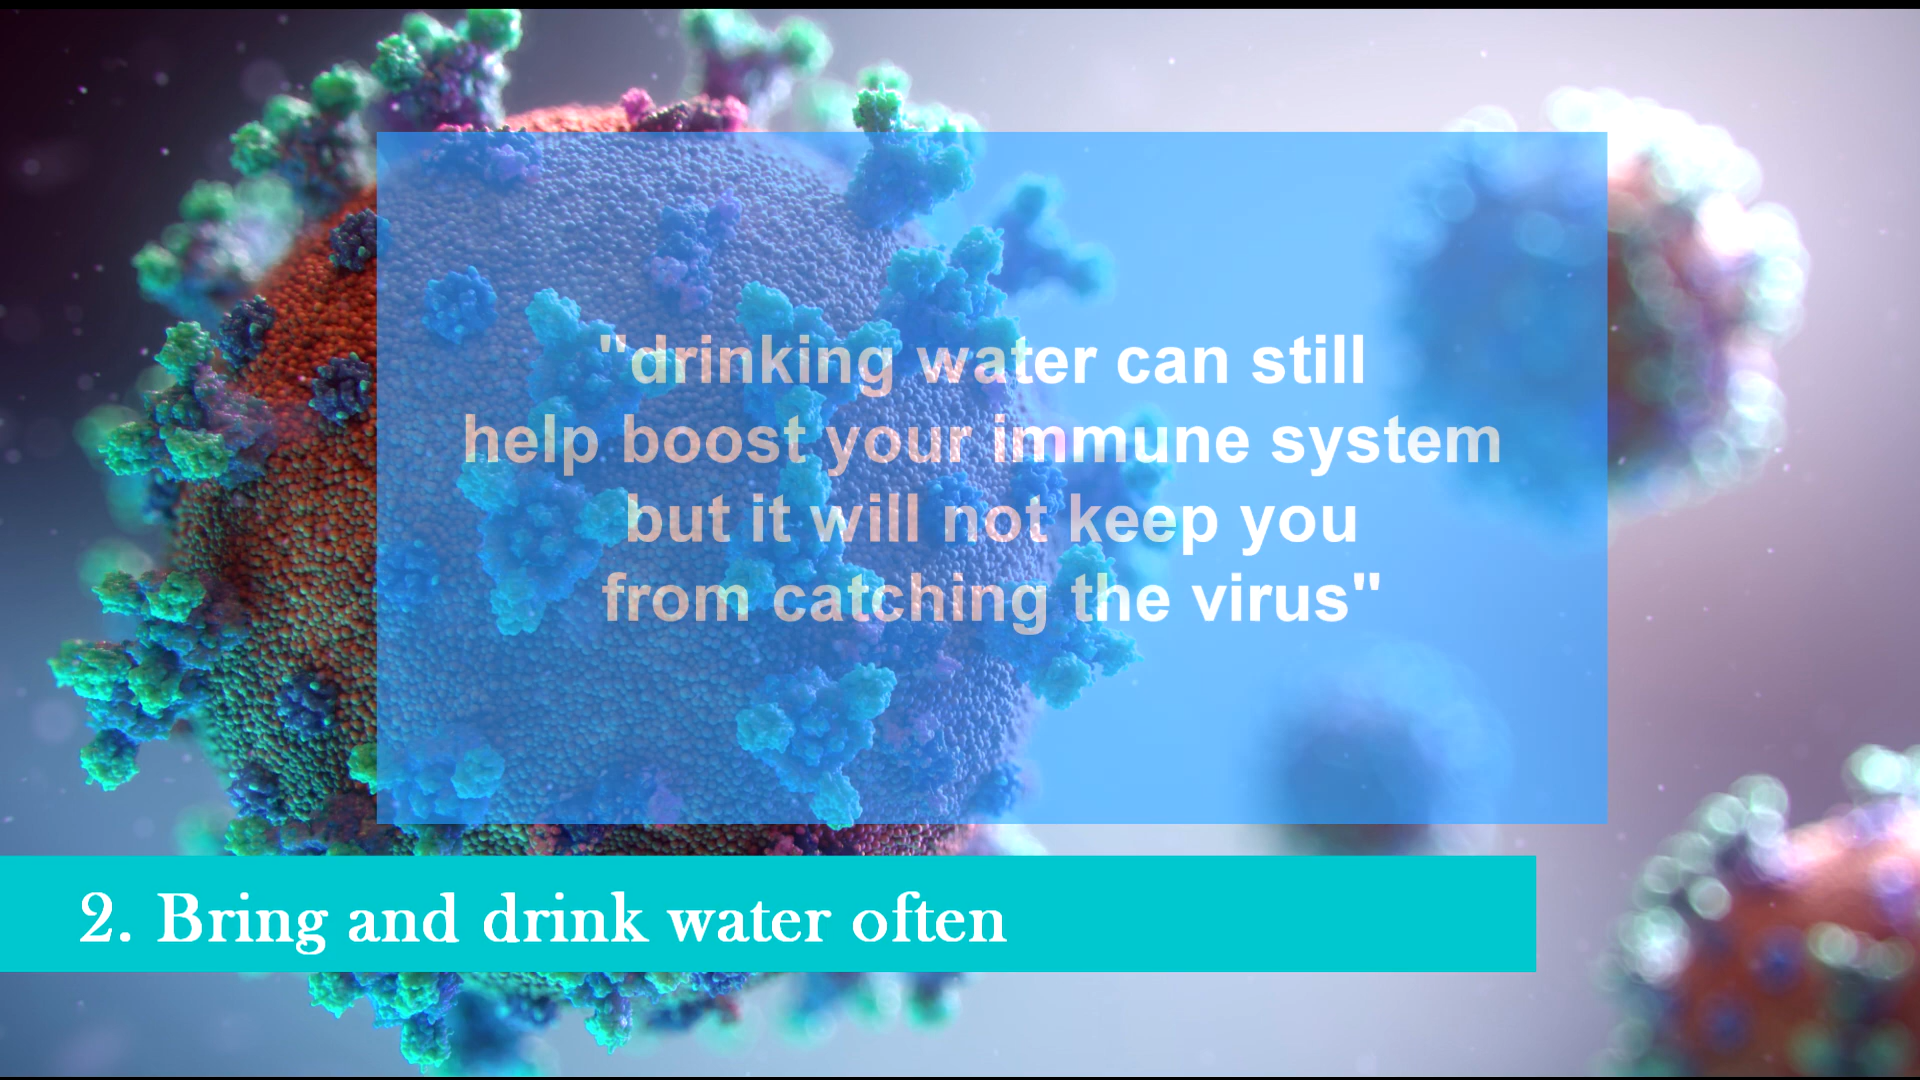 "drinking water can still
help boost your immune system
but it will not keep you
from catching the virus"
2. Bring and drink water often